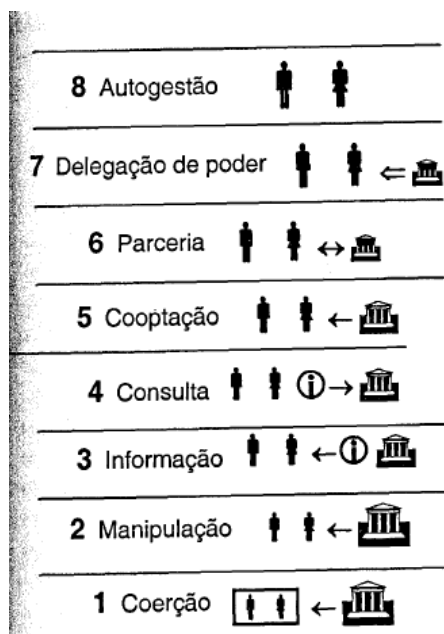 8 Autogestão
7 Delegação de poder
6 Parceria
5 Cooptação
4 Consulta
3 Informação
2 Manipulação
1 Coerção